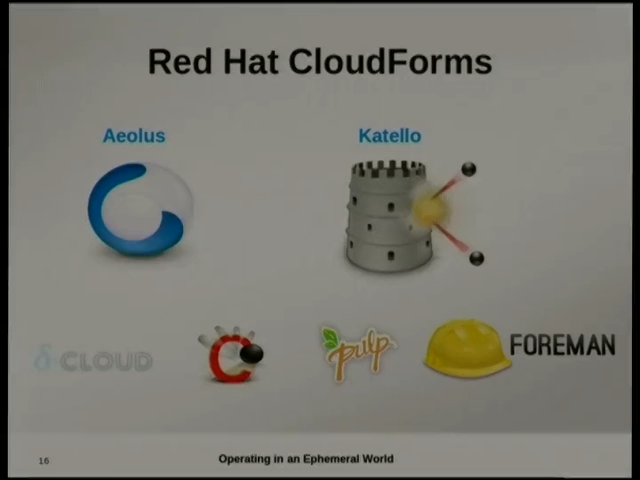 Red Hat CloudForms
Aeolus
Katello
δ CLOUD
C
pulp
FOREMAN
16
Operating in an Ephemeral World